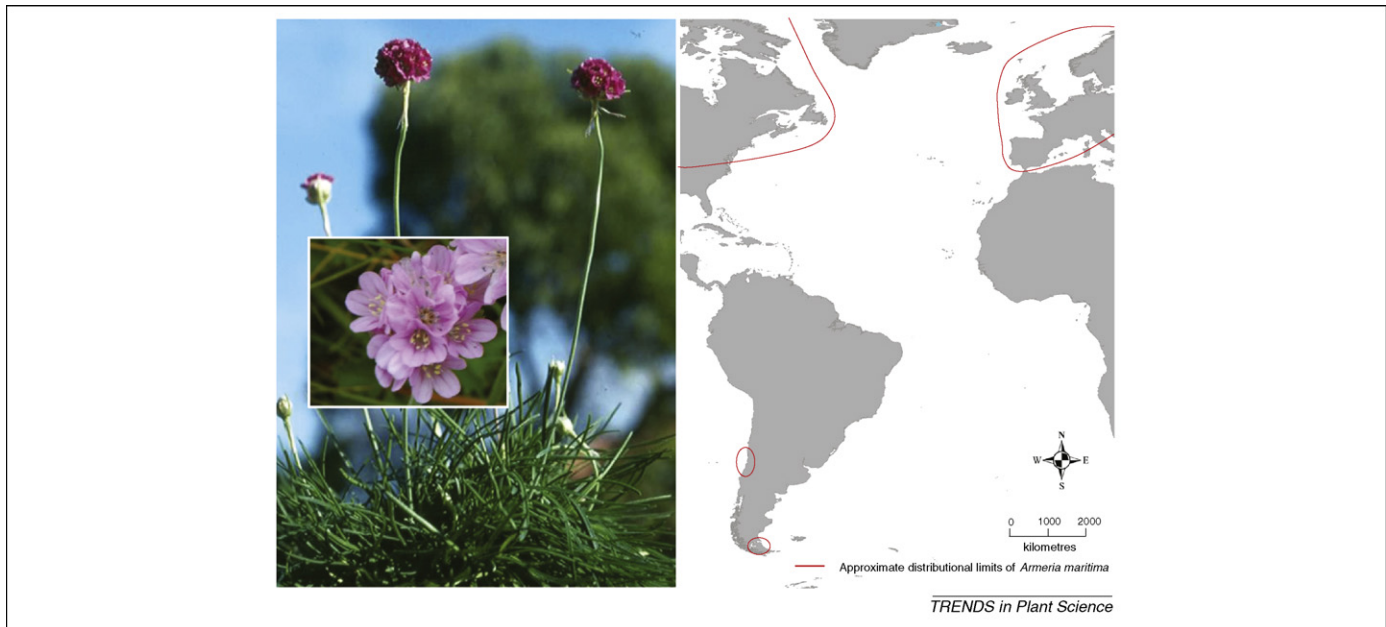 N
W E
S
0 1000 2000
kilometres
Approximate distributional limits of Armeria maritima
TRENDS in Plant Science